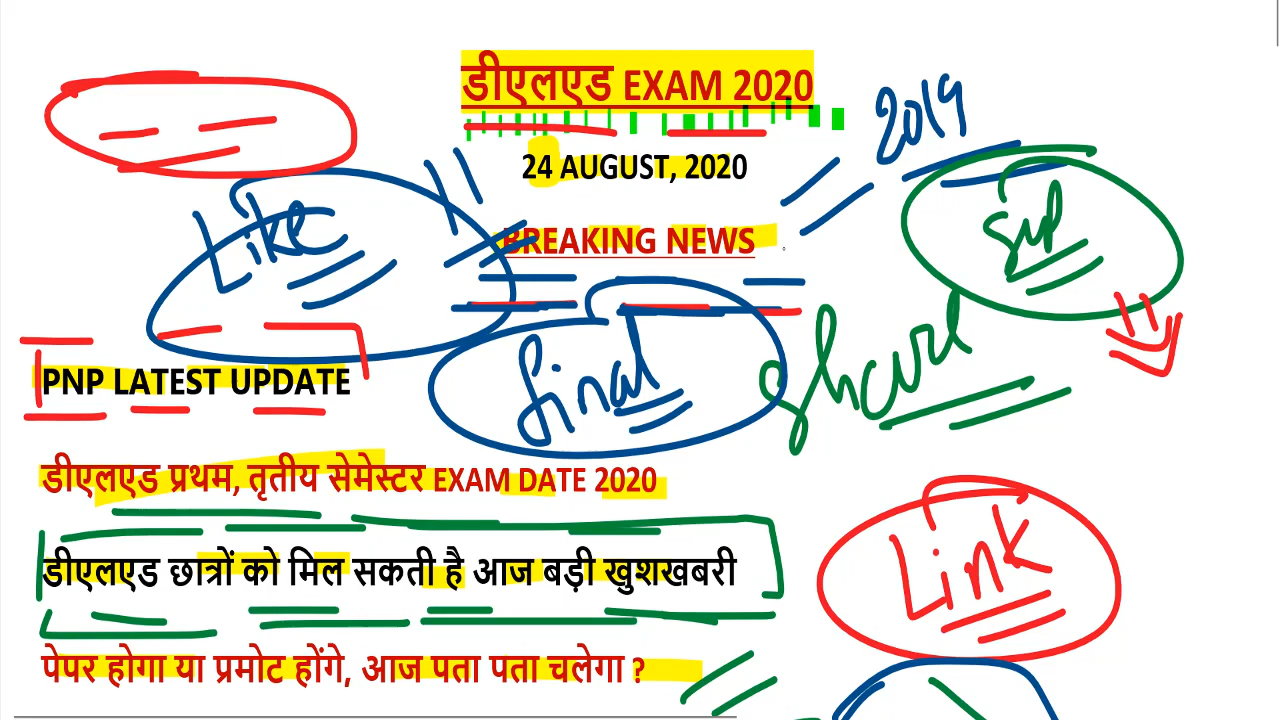 डीएलएड EXAM 2020
2019
24 AUGUST, 2020
Like
BREAKING NEWS
final
share
PNP LATEST UPDATE
डीएलएड प्रथम, तृतीय सेमेस्टर EXAM DATE 2020
Link
डीएलएड छात्रों को मिल सकती है आज बड़ी खुशखबरी
पेपर होगा या प्रमोट होंगे, आज पता पता चलेगा ?